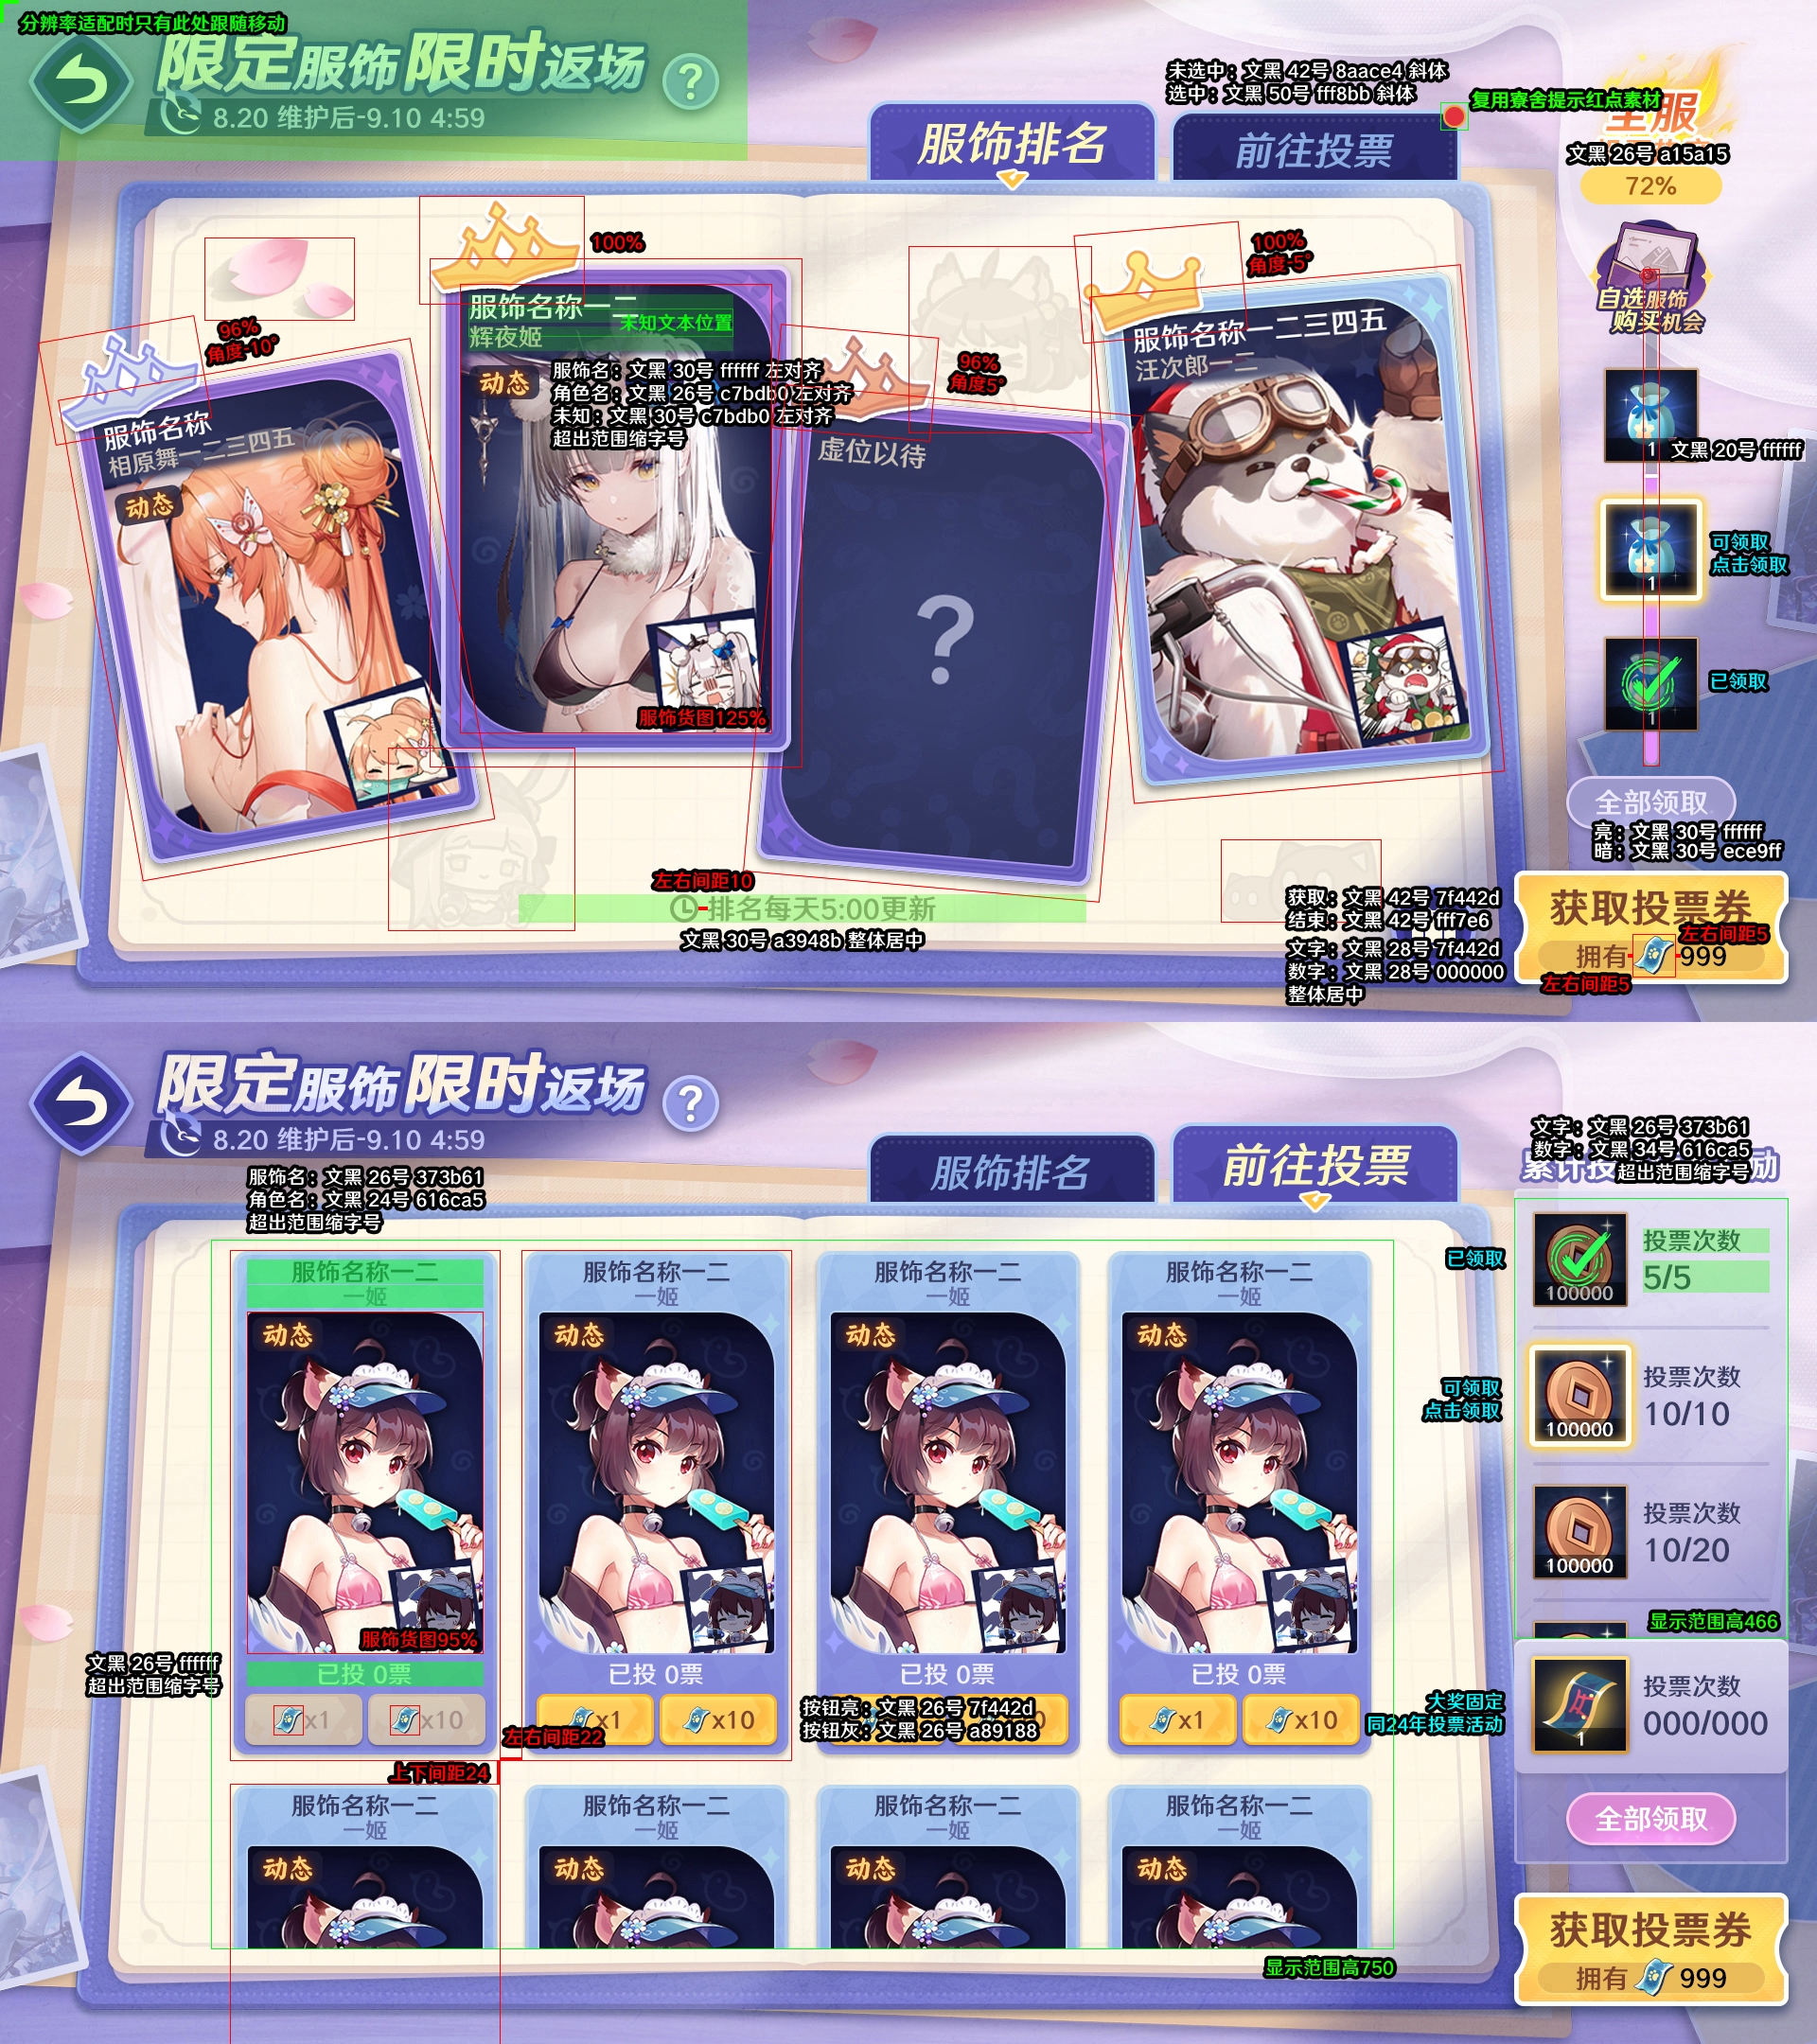 分辨率适配时只有此处跟随移动
限定服饰限时返场
?
8.20 维护后-9.10 4:59
未选中：文黑 42号 8aace4 斜体
选中：文黑 50号 fff8bb 斜体
复用寮舍提示红点素材
服饰排名
前往投票
全服
文黑 26号 a15a15
72%
自选服饰
购买机会
100%
100%
角度-5°
96%
角度-10°
96%
角度5°
服饰名称一二
未知文本位置
辉夜姬
动态
服饰名：文黑 30号 ffffff 左对齐
角色名：文黑 26号 c7bdb0 左对齐
未知：文黑 30号 c7bdb0 左对齐
超出范围缩字号
服饰货图125%
服饰名称
相原舞一二三四五
动态
虚位以待
?
服饰名称一二三四五
汪次郎一二
1
文黑 20号 ffffff
1
可领取
点击领取
1
已领取
全部领取
亮：文黑 30号 ffffff
暗：文黑 30号 ece9ff
左右间距10
排名每天5:00更新
文黑 30号 a3948b 整体居中
获取：文黑 42号 7f442d
结束：文黑 42号 fff7e6
文字：文黑 28号 7f442d
数字：文黑 28号 000000
整体居中
获取投票券
左右间距5
拥有 999
左右间距5
限定服饰限时返场
?
8.20 维护后-9.10 4:59
服饰排名
前往投票
服饰名：文黑 26号 373b61
角色名：文黑 24号 616ca5
超出范围缩字号
文字：文黑 26号 373b61
数字：文黑 34号 616ca5
超出范围缩字号
服饰名称一二
一姬
动态
服饰货图95%
已投 0票
x1
x10
服饰名称一二
一姬
动态
已投 0票
x1
x10
服饰名称一二
一姬
动态
已投 0票
服饰名称一二
一姬
动态
已投 0票
x1
x10
文黑 26号 ffffff
超出范围缩字号
按钮亮：文黑 26号 7f442d
按钮灰：文黑 26号 a89188
左右间距22
上下间距24
服饰名称一二
一姬
动态
服饰名称一二
一姬
动态
服饰名称一二
一姬
动态
服饰名称一二
一姬
动态
显示范围高750
已领取
100000
投票次数
5/5
可领取
点击领取
100000
投票次数
10/10
100000
投票次数
10/20
显示范围高466
大奖固定
同24年投票活动
1
投票次数
000/000
全部领取
获取投票券
拥有 999